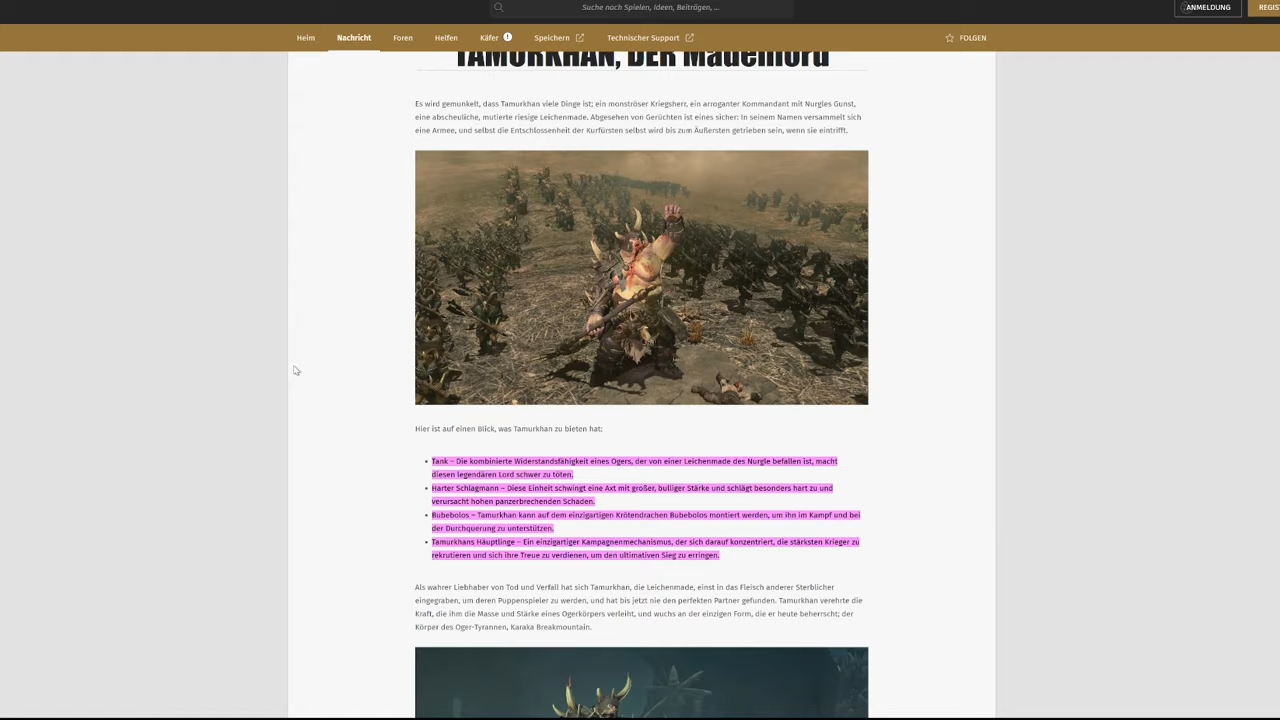 Suche nach Spielen, Ideen, Beiträgen, ...
ANMELDUNG
REGIS
Heim
Nachricht
Foren
Helfen
Käfer
Speichern
Technischer Support
FOLGEN
TAMURKHAN, DER Madenlord
Es wird gemunkelt, dass Tamurkhan viele Dinge ist; ein monströser Kriegsherr, ein arroganter Kommandant mit Nurgles Gunst,
eine abscheuliche, mutierte riesige Leichenmade. Abgesehen von Gerüchten ist eines sicher: In seinem Namen versammelt sich
eine Armee, und selbst die Entschlossenheit der Kurfürsten selbst wird bis zum Äußersten getrieben sein, wenn sie eintrifft.
Hier ist auf einen Blick, was Tamurkhan zu bieten hat:
• Tank – Die kombinierte Widerstandsfähigkeit eines Ogers, der von einer Leichenmade des Nurgle befallen ist, macht
diesen legendären Lord schwer zu töten.
• Harter Schlagmann – Diese Einheit schwingt eine Axt mit großer, bulliger Stärke und schlägt besonders hart zu und
verursacht hohen panzerbrechenden Schaden.
• Bubebolos – Tamurkhan kann auf dem einzigartigen Krötendrachen Bubebolos montiert werden, um ihn im Kampf und bei
der Durchquerung zu unterstützen.
• Tamurkhans Häuptlinge – Ein einzigartiger Kampagnenmechanismus, der sich darauf konzentriert, die stärksten Krieger zu
rekrutieren und sich ihre Treue zu verdienen, um den ultimativen Sieg zu erringen.
Als wahrer Liebhaber von Tod und Verfall hat sich Tamurkhan, die Leichenmade, einst in das Fleisch anderer Sterblicher
eingegraben, um deren Puppenspieler zu werden, und hat bis jetzt nie den perfekten Partner gefunden. Tamurkhan verehrte die
Kraft, die ihm die Masse und Stärke eines Ogerkörpers verleiht, und wuchs an der einzigen Form, die er heute beherrscht; der
Körper des Oger-Tyrannen, Karaka Breakmountain.